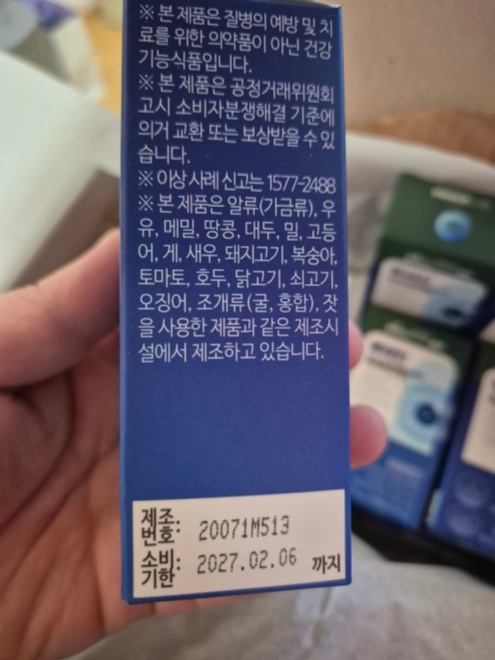 ※ 본 제품은 질병의 예방 및 치
료를 위한 의약품이 아닌 건강
기능식품입니다.
※ 본 제품은 공정거래위원회
고시 소비자분쟁해결 기준에
의거 교환 또는 보상받을 수 있
습니다.
※ 이상 사례 신고는 1577-2488
※ 본 제품은 알류(가금류), 우
유, 메밀, 땅콩, 대두, 밀, 고등
어, 게, 새우, 돼지고기, 복숭아,
토마토, 호두, 닭고기, 쇠고기,
오징어, 조개류(굴, 홍합), 잣
을 사용한 제품과 같은 제조시
설에서 제조하고 있습니다.
제조번호: 20071M513
소비기한: 2027.02.06 까지